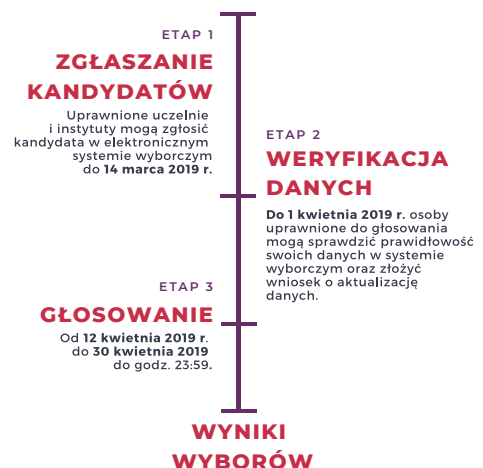 ETAP 1
ZGŁASZANIE
KANDYDATÓW
Uprawnione uczelnie
i instytuty mogą zgłosić
kandydata w elektronicznym
systemie wyborczym
do 14 marca 2019 r.
ETAP 2
WERYFIKACJA
DANYCH
Do 1 kwietnia 2019 r. osoby
uprawnione do głosowania
mogą sprawdzić prawidłowość
swoich danych w systemie
wyborczym oraz złożyć
wniosek o aktualizację
danych.
ETAP 3
GŁOSOWANIE
Od 12 kwietnia 2019 r.
do 30 kwietnia 2019
do godz. 23:59.
WYNIKI
WYBORÓW